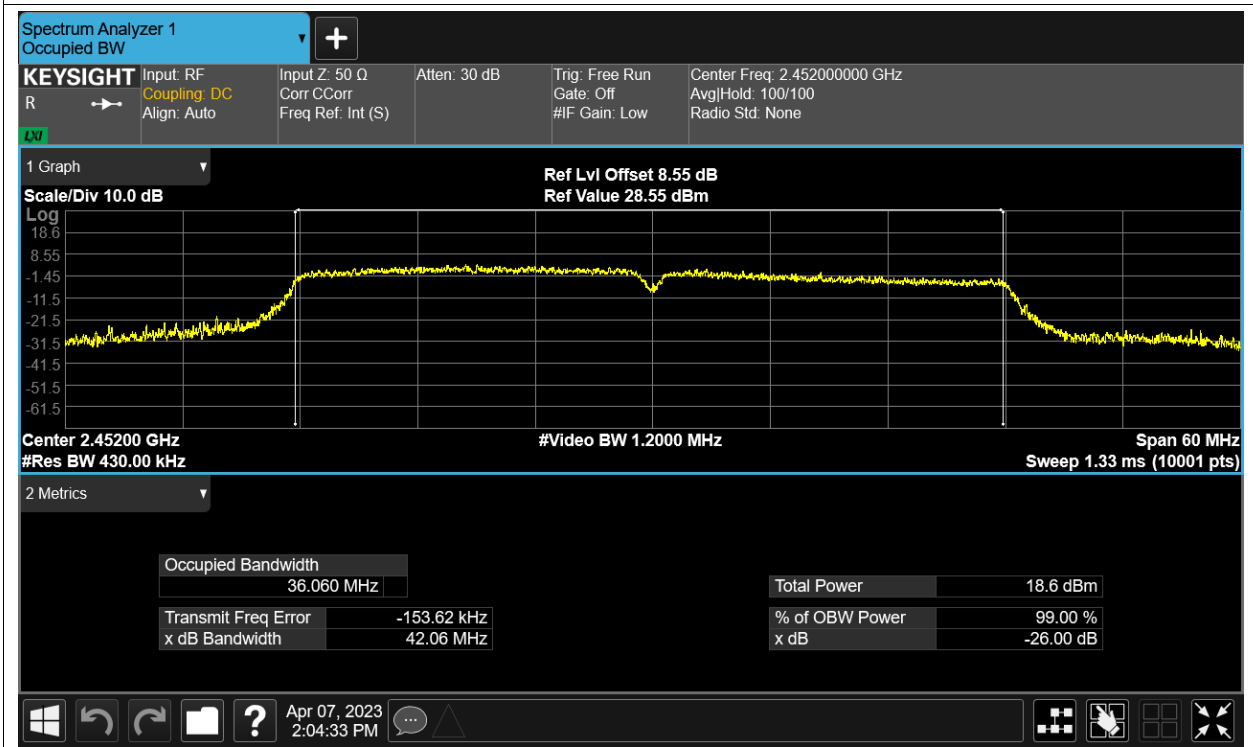 Spectrum Analyzer 1
Occupied BW
KEYSIGHT Input: RF Input Z: 50 Ω Atten: 30 dB Trig: Free Run Center Freq: 2.452000000 GHz
R Coupling: DC Corr CCorr Gate: Off Avg|Hold: 100/100
Align: Auto Freq Ref: Int (S) #IF Gain: Low Radio Std: None
LXI
1 Graph
Ref Lvl Offset 8.55 dB
Scale/Div 10.0 dB Ref Value 28.55 dBm
Log
18.6
8.55
-1.45
-11.5
-21.5
-31.5
-41.5
-51.5
-61.5
Center 2.45200 GHz #Video BW 1.2000 MHz Span 60 MHz
#Res BW 430.00 kHz Sweep 1.33 ms (10001 pts)
2 Metrics
Occupied Bandwidth
36.060 MHz Total Power 18.6 dBm
Transmit Freq Error -153.62 kHz % of OBW Power 99.00 %
x dB Bandwidth 42.06 MHz x dB -26.00 dB
? Apr 07, 2023
2:04:33 PM